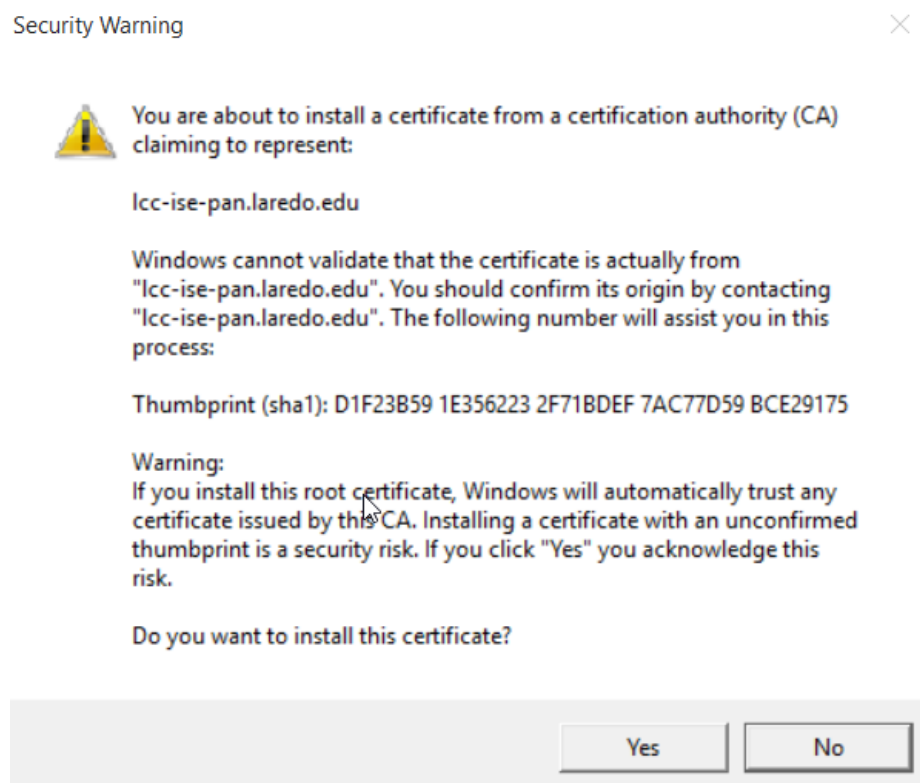 Security Warning
You are about to install a certificate from a certification authority (CA)
claiming to represent:
lcc-ise-pan.laredo.edu
Windows cannot validate that the certificate is actually from
"lcc-ise-pan.laredo.edu". You should confirm its origin by contacting
"lcc-ise-pan.laredo.edu". The following number will assist you in this
process:
Thumbprint (sha1): D1F23B59 1E356223 2F71BDEF 7AC77D59 BCE29175
Warning:
If you install this root certificate, Windows will automatically trust any
certificate issued by this CA. Installing a certificate with an unconfirmed
thumbprint is a security risk. If you click "Yes" you acknowledge this
risk.
Do you want to install this certificate?
Yes
No